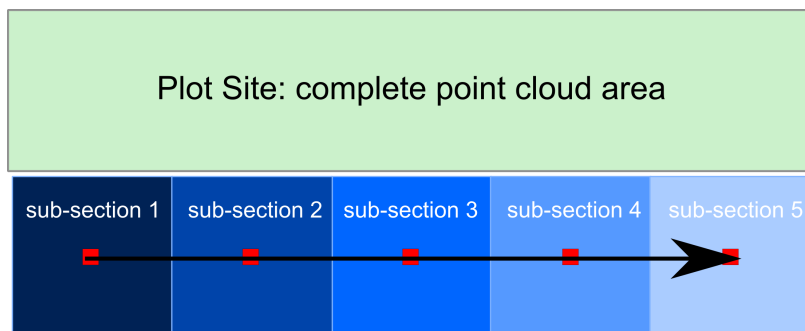 Plot Site: complete point cloud area
sub-section 1
sub-section 2
sub-section 3
sub-section 4
sub-section 5